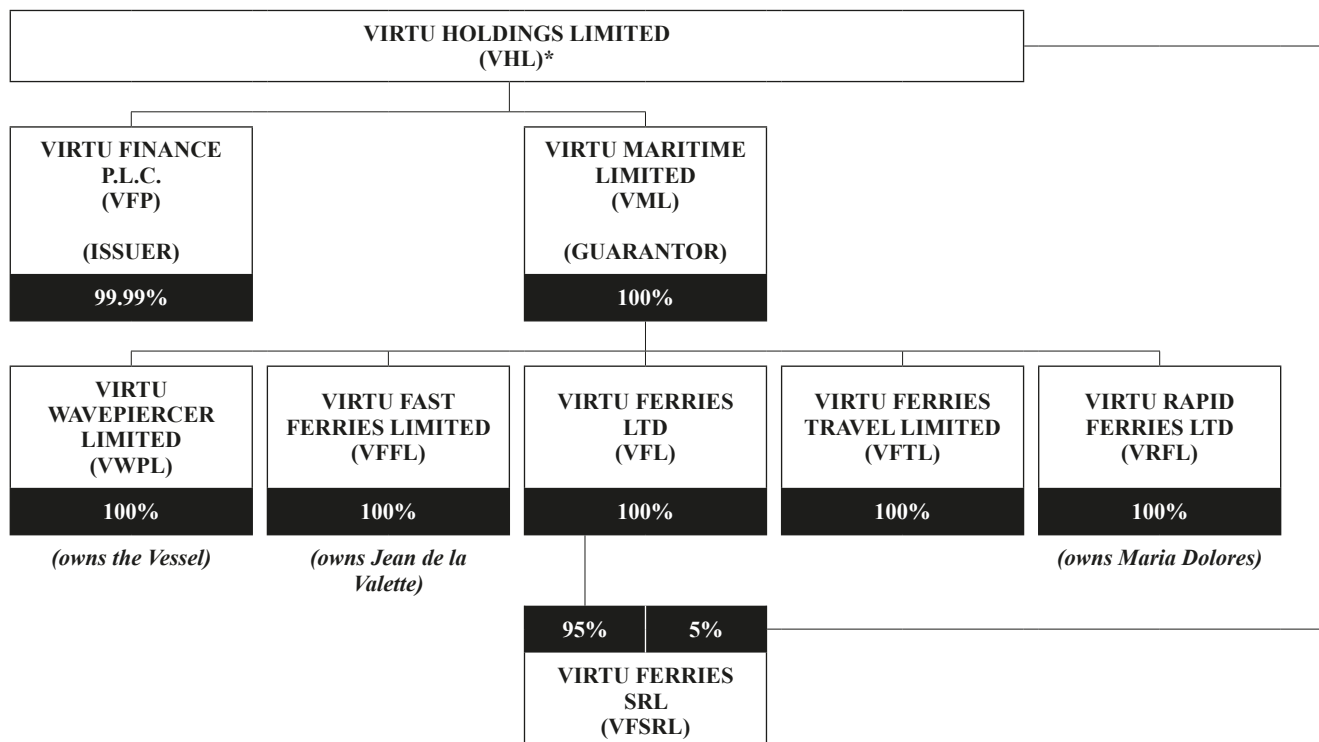 VIRTU HOLDINGS LIMITED
(VHL)*
VIRTU FINANCE
P.L.C.
(VFP)
(ISSUER)
99.99%
VIRTU MARITIME
LIMITED
(VML)
(GUARANTOR)
100%
VIRTU
WAVEPIERCER
LIMITED
(VWPL)
100%
(owns the Vessel)
VIRTU FAST
FERRIES LIMITED
(VFFL)
100%
(owns Jean de la
Valette)
VIRTU FERRIES
LTD
(VFL)
100%
VIRTU FERRIES
TRAVEL LIMITED
(VFTL)
100%
VIRTU RAPID
FERRIES LTD
(VRFL)
100%
(owns Maria Dolores)
95%
5%
VIRTU FERRIES
SRL
(VFSRL)